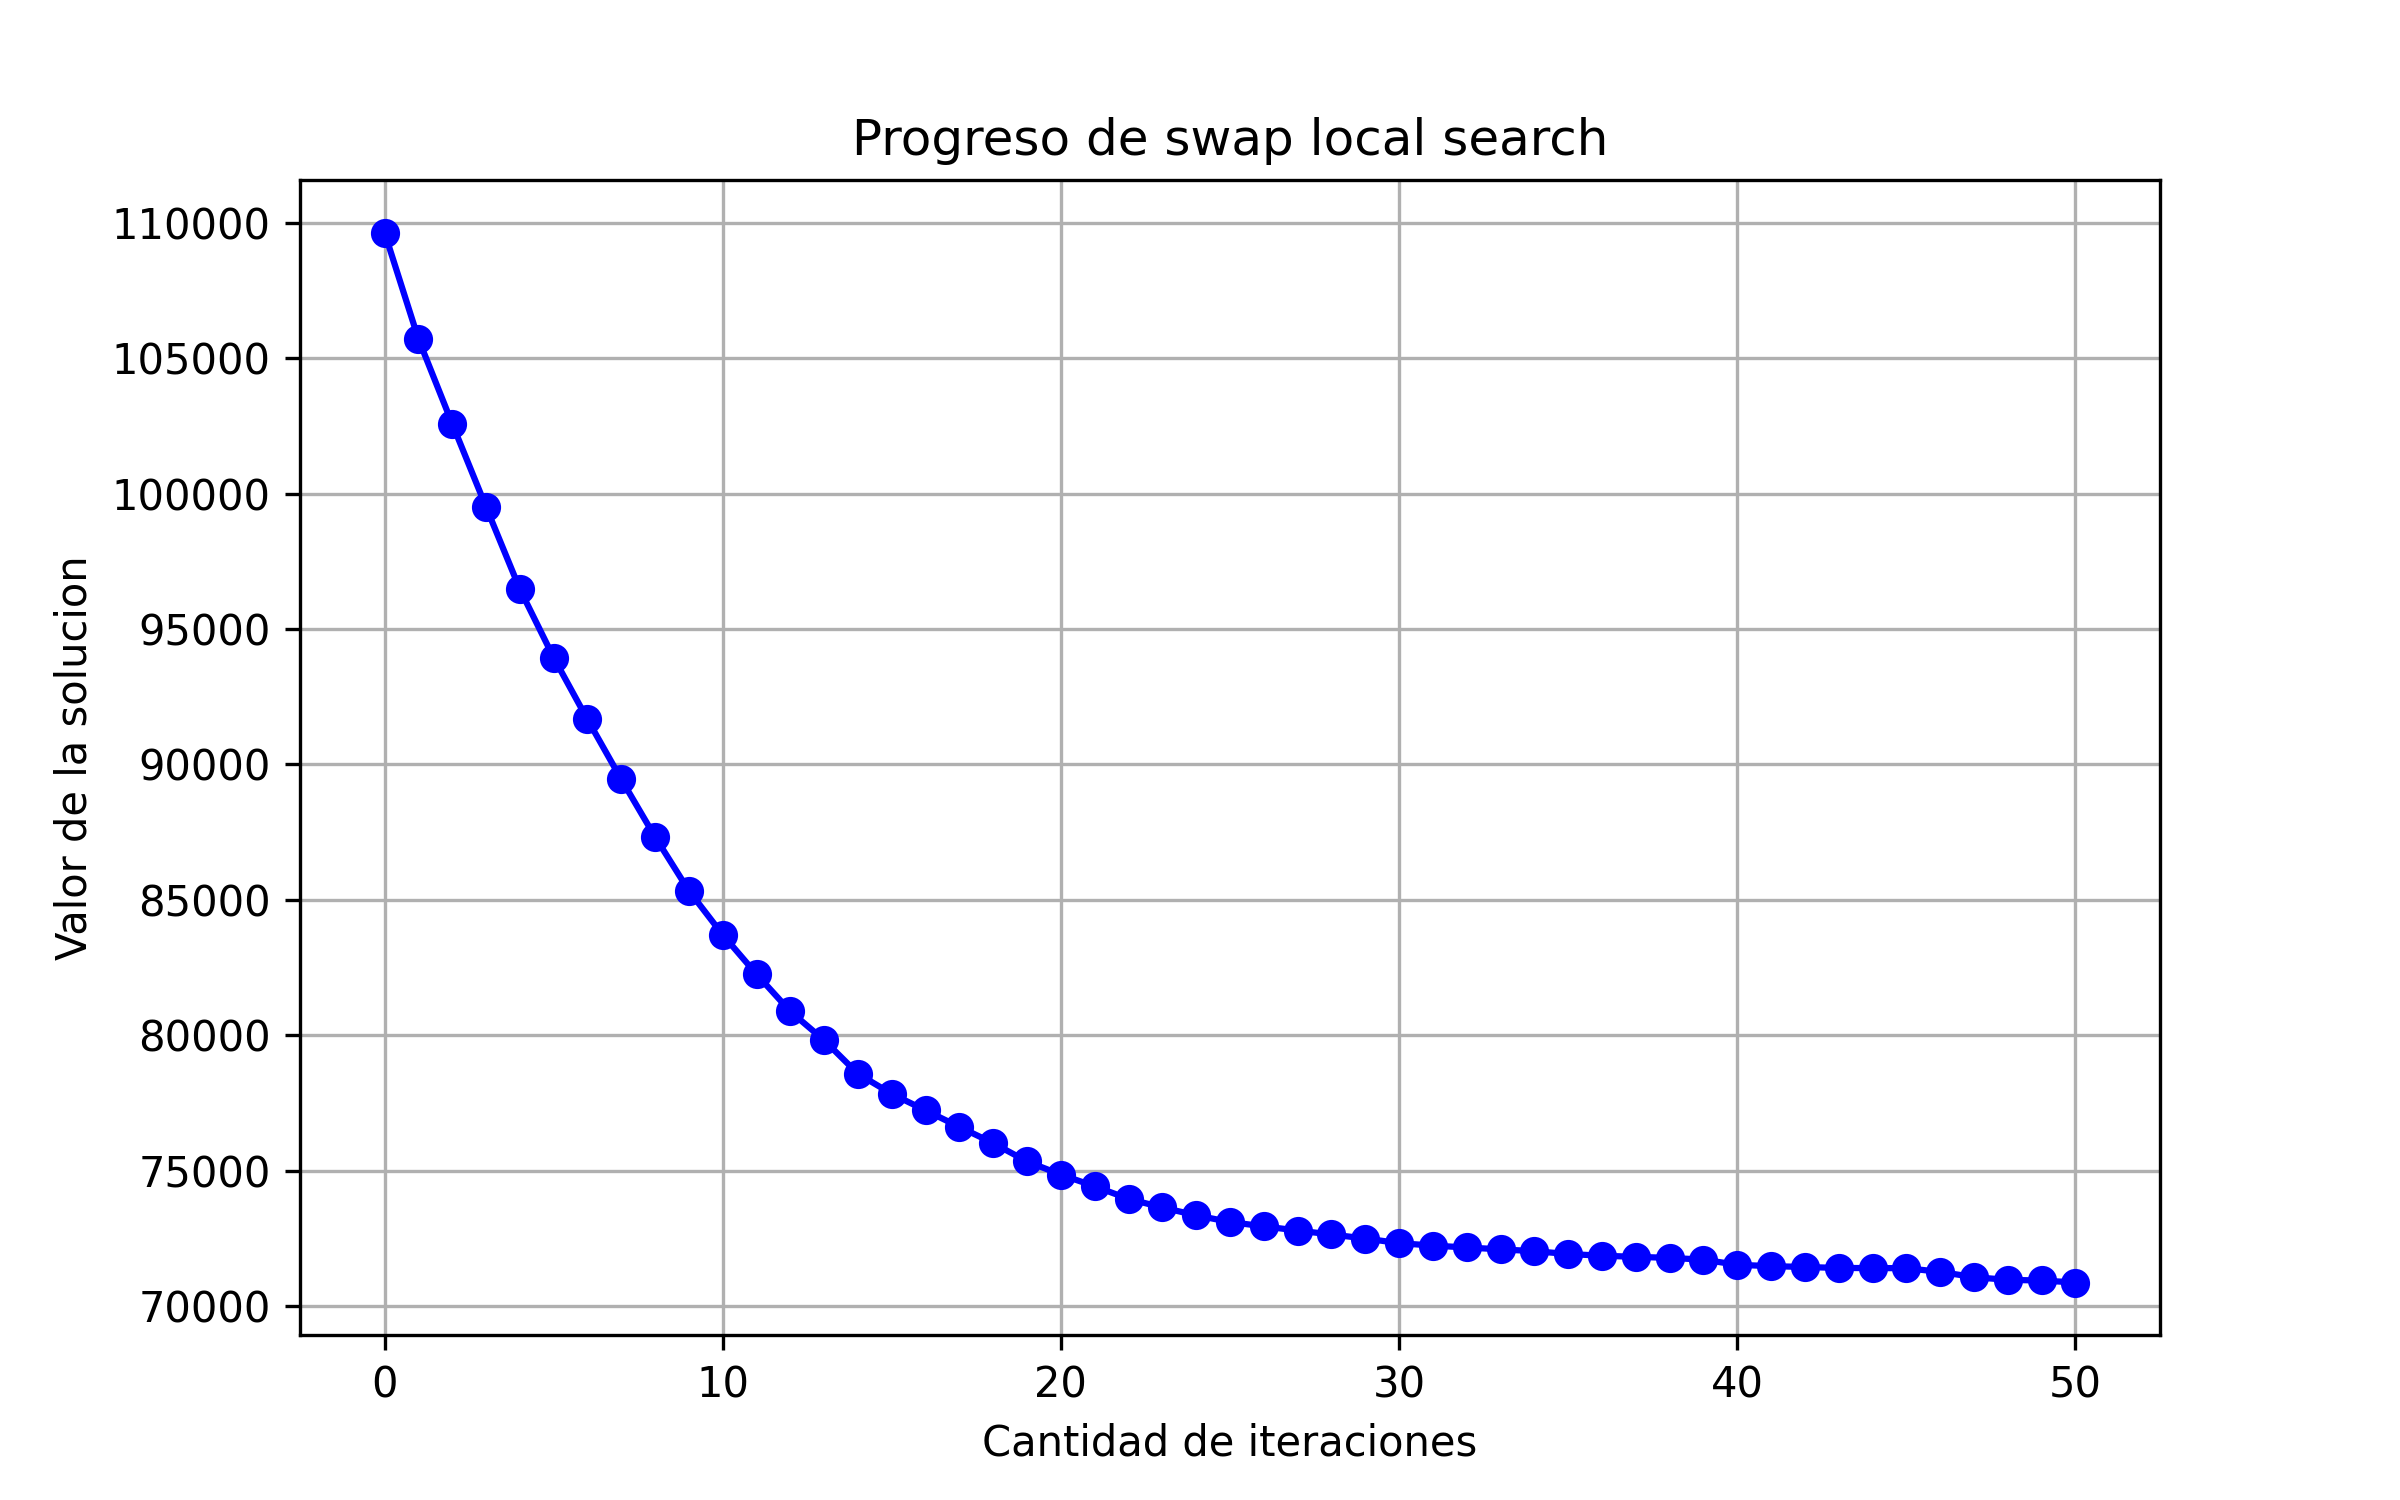 Progreso de swap local search
110000
105000
100000
95000
90000
85000
80000
75000
70000
Valor de la solucion
0 10 20 30 40 50
Cantidad de iteraciones